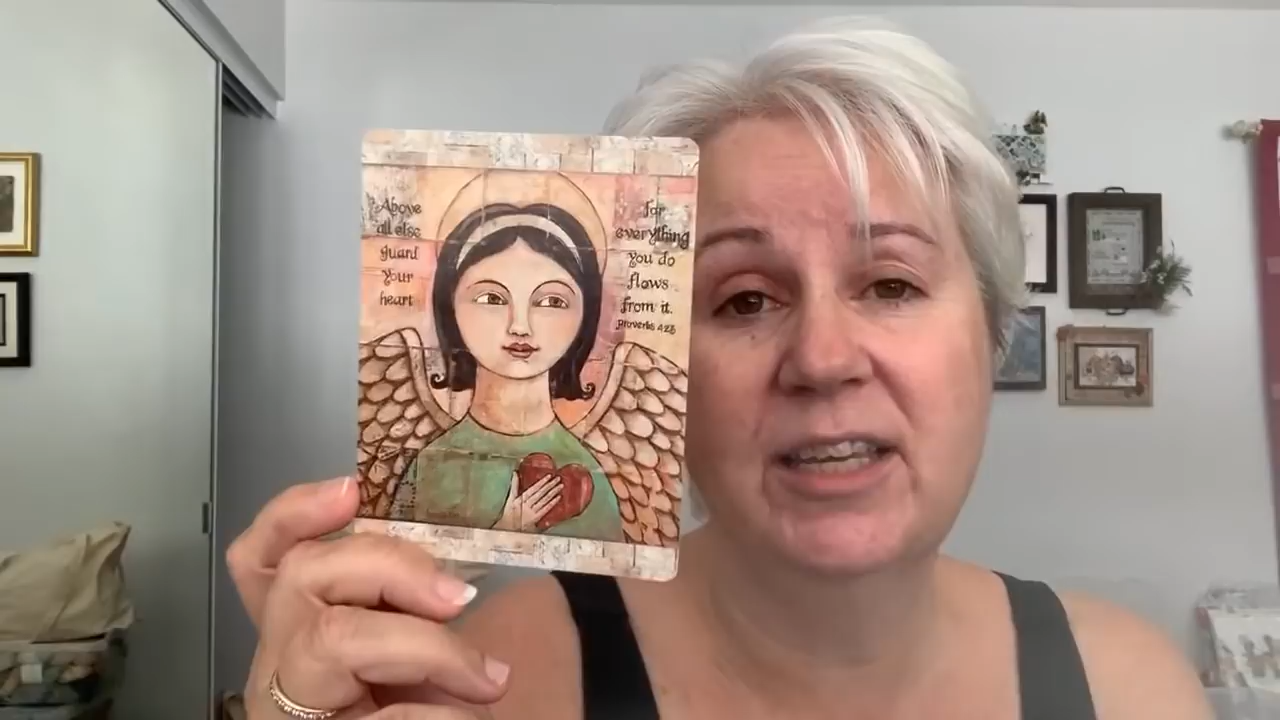 Above
all else
guard
your
heart
for
everything
you do
flows
from it.
Proverbs 4:23